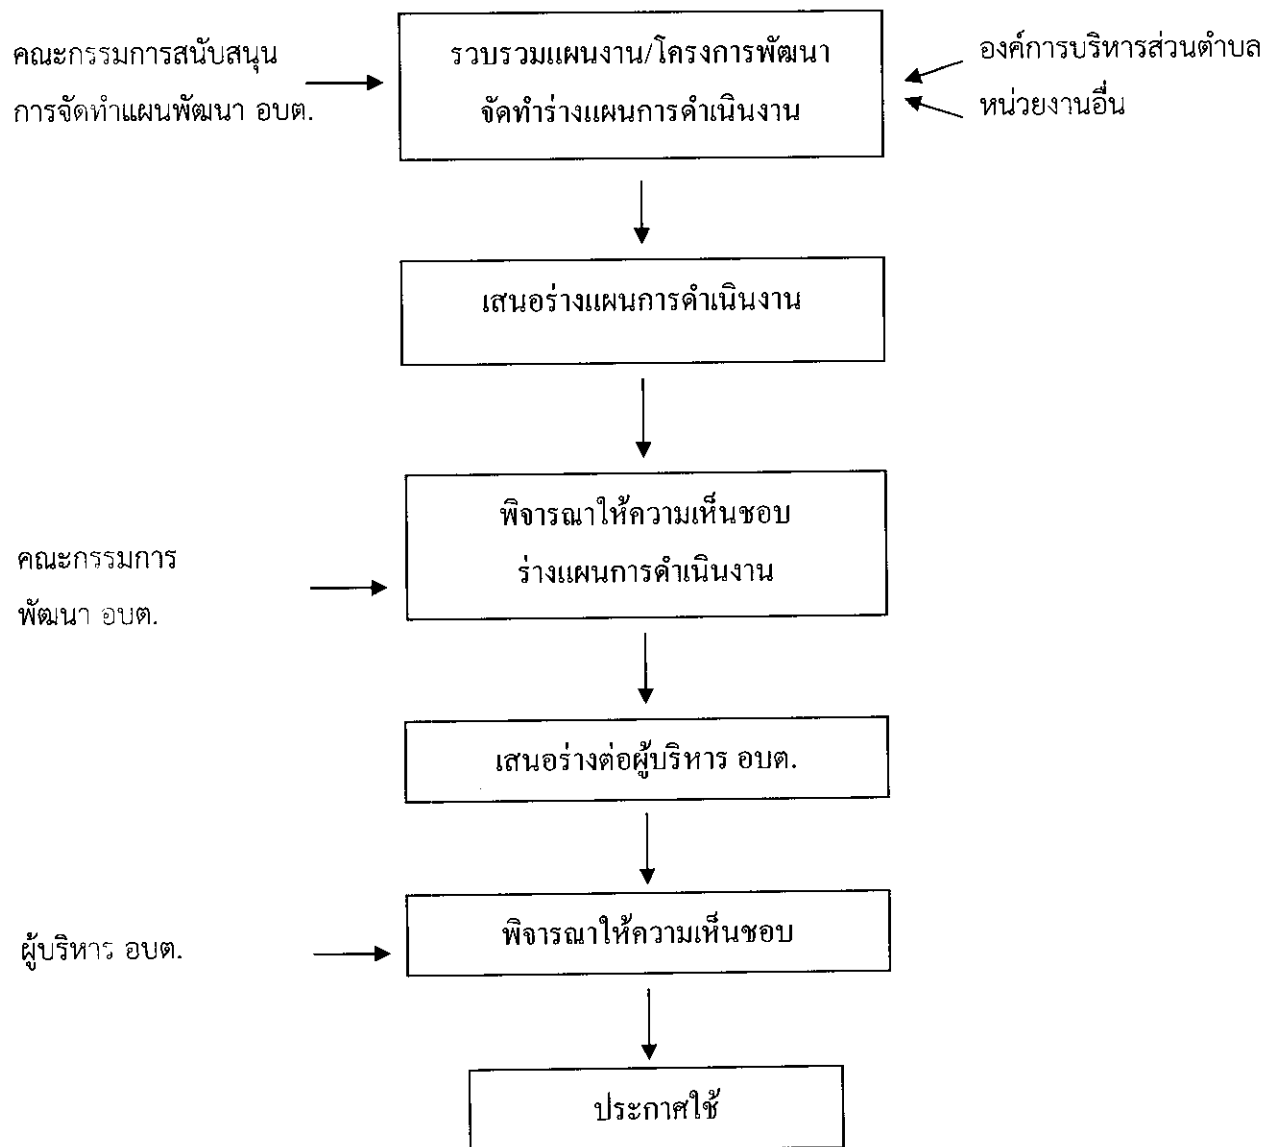 คณะกรรมการสนับสนุน
การจัดทำแผนพัฒนา อบต.
รวบรวมแผนงาน/โครงการพัฒนา
จัดทำร่างแผนการดำเนินงาน
องค์การบริหารส่วนตำบล
หน่วยงานอื่น
เสนอร่างแผนการดำเนินงาน
คณะกรรมการ
พัฒนา อบต.
พิจารณาให้ความเห็นชอบ
ร่างแผนการดำเนินงาน
เสนอร่างต่อผู้บริหาร อบต.
ผู้บริหาร อบต.
พิจารณาให้ความเห็นชอบ
ประกาศใช้